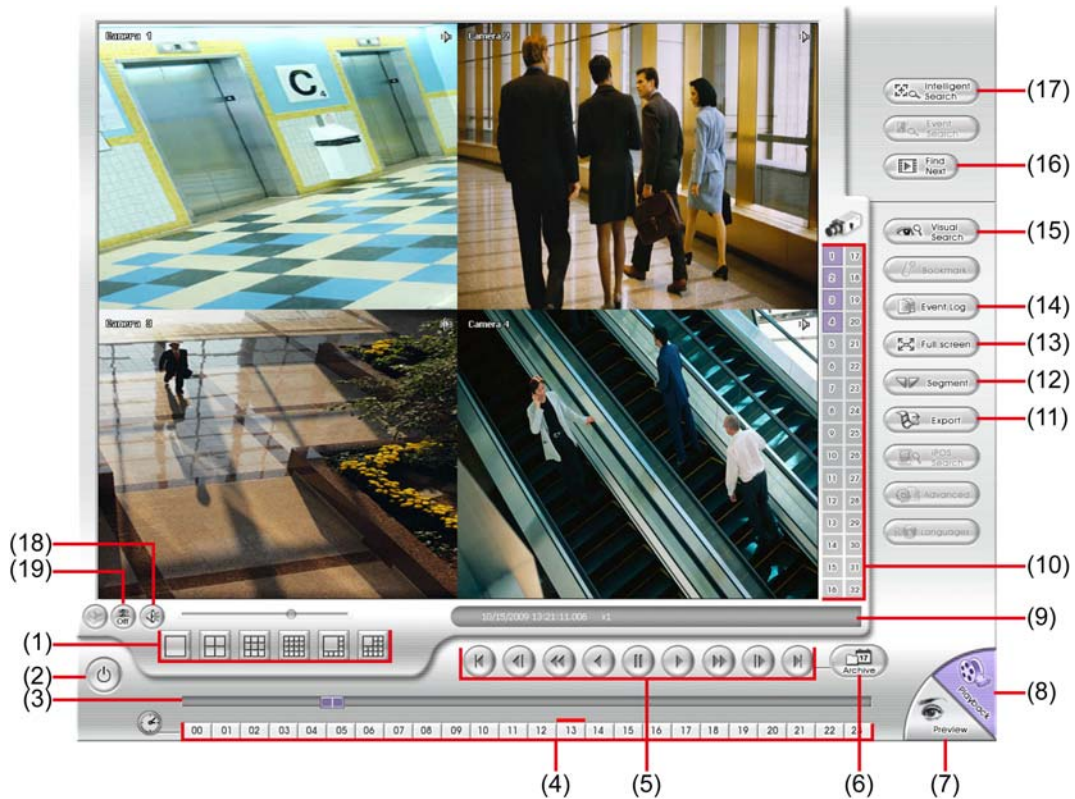 Camera 1
Camera 2
Intelligent
Search
(17)
Event
Search
Find
Next
(16)
Visual
Search
(15)
Bookmark
Event Log
(14)
Full screen
(13)
Segment
(12)
Export
(11)
iPOS
Search
Advanced
Languages
C
1 17
2 18
3 19
4 20
5 21
6 22
7 23
8 24
9 25
10 26
11 27
12 28
13 29
14 30
15 31
16 32
(10)
Camera 3
Camera 4
(18)
(19)
Off
10/15/2009 13:21:11.006 x1
(9)
(1)
(2)
17
Archive
(3)
Playback
(8)
Preview
00 01 02 03 04 05 06 07 08 09 10 11 12 13 14 15 16 17 18 19 20 21 22
(4)
(5)
(6)
(7)